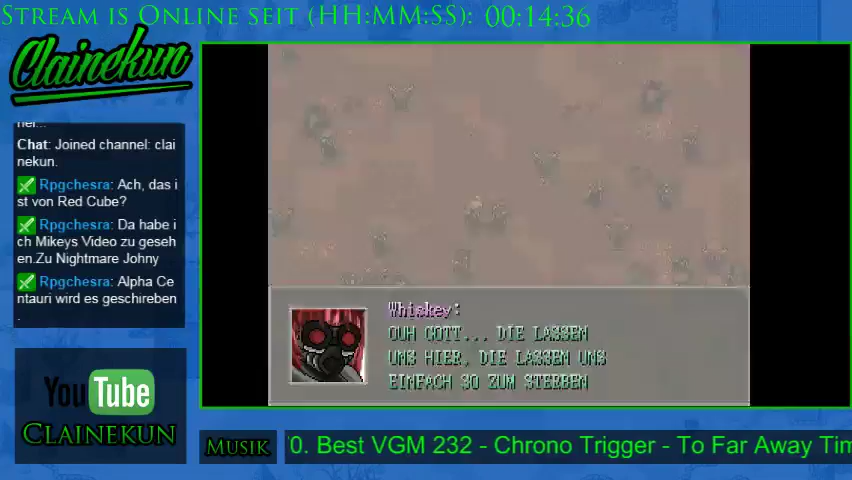 Stream is Online seit (HH:MM:SS): 00:14:36
Clainekun
Chat: Joined channel: clai
nekun.
Rpgchesra: Ach, das i
st von Red Cube?
Rpgchesra: Da habe i
ch Mikeys Video zu geseh
en.Zu Nightmare Johny
Rpgchesra: Alpha Ce
ntauri wird es geschireben
.
Whiskey:
OUH GOTT... DIE LASSEN
UNS HIER, DIE LASSEN UNS
EINFACH SO ZUM STERBEN
YouTube
Clainekun
Musik
0. Best VGM 232 - Chrono Trigger - To Far Away Tim